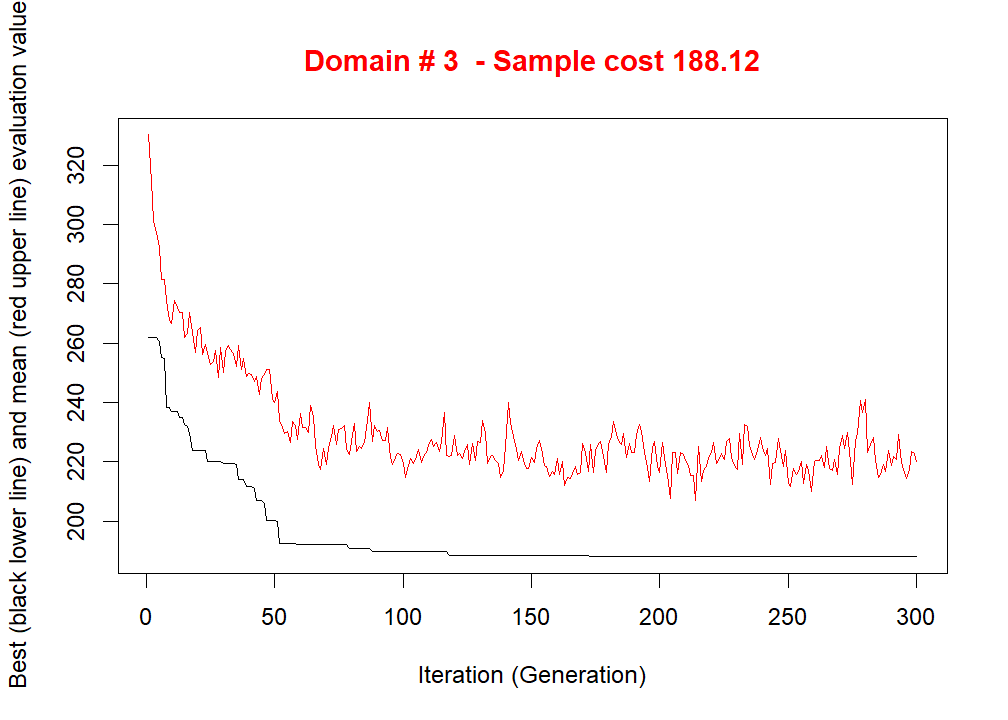 Domain # 3  - Sample cost 188.12
Best (black lower line) and mean (red upper line) evaluation value
320
300
280
260
240
220
200
0 50 100 150 200 250 300
Iteration (Generation)